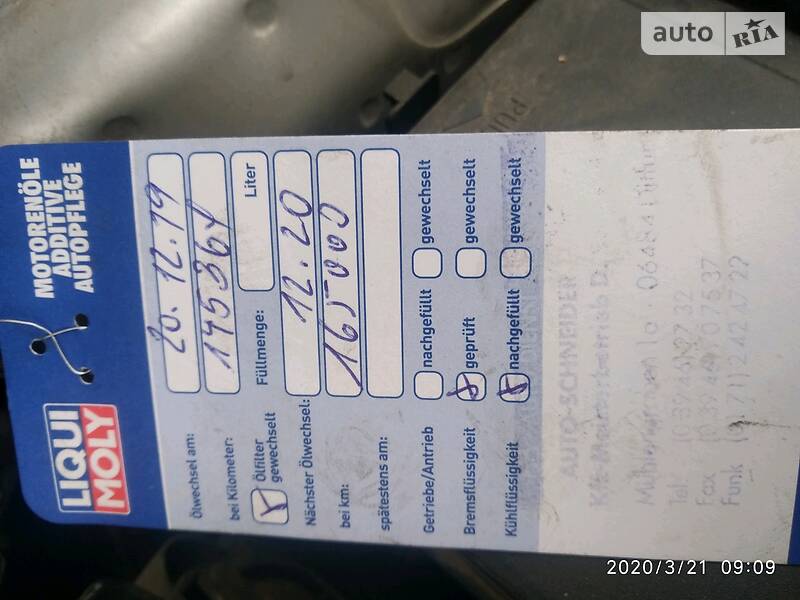 auto RIA
LIQUI
MOLY
MOTORENÖLE
ADDITIVE
AUTOPFLEGE
Ölwechsel am: 20.12.19
bei Kilometer: 145364
Ölfilter
gewechselt
Füllmenge: Liter
Nächster Ölwechsel: 12.20
bei km: 165000
spätestens am:
Getriebe/Antrieb nachgefüllt gewechselt
Bremsflüssigkeit geprüft gewechselt
Kühlflüssigkeit nachgefüllt gewechselt
AUTO-SCHNEIDER
Kfz-Meisterbetrieb D.
Tel.
Fax
Funk
2020/3/21 09:09